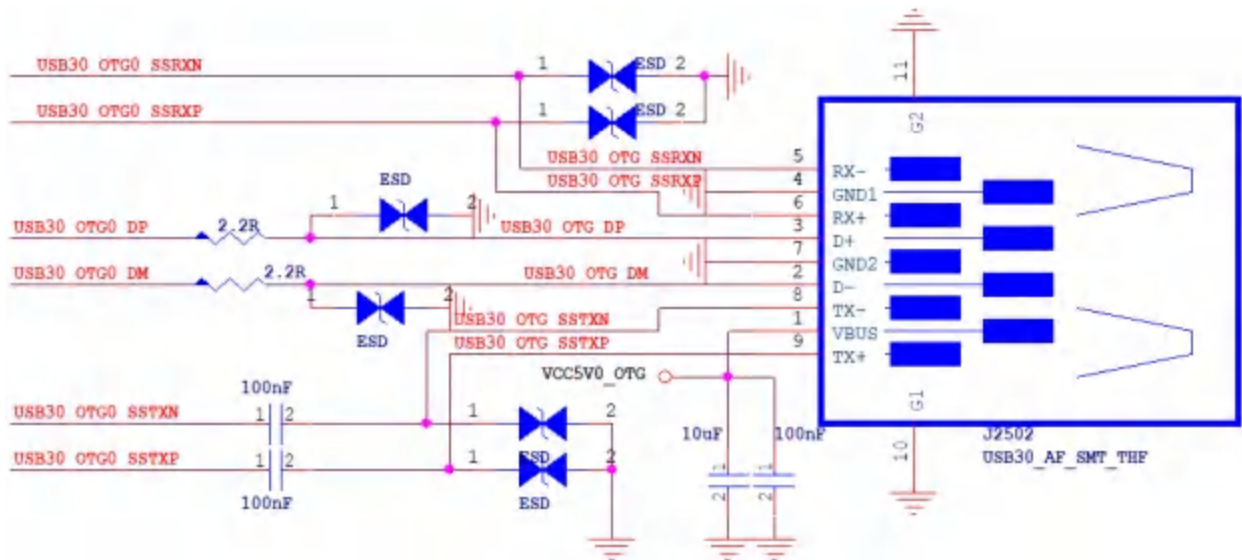 USB30 OTG0 SSRXN
1
ESD
2
11
USB30 OTG0 SSRXP
1
ESD
2
G2
USB30 OTG SSRXN
5
RX-
USB30 OTG SSRXP
4
GND1
ESD
1
2
6
RX+
USB30 OTG0 DP
2.2R
USB30 OTG DP
3
D+
7
GND2
USB30 OTG0 DM
2.2R
USB30 OTG DM
2
D-
1
2
8
TX-
ESD
USB30 OTG SSTXN
1
VBUS
USB30 OTG SSTXP
9
TX+
VCC5V0_OTG
100nF
G1
USB30 OTG0 SSTXN
1
2
1
2
10uF
100nF
J2502
ESD
10
USB30_AF_SMT_THF
USB30 OTG0 SSTXP
1
2
1
2
1
1
100nF
ESD
2
2